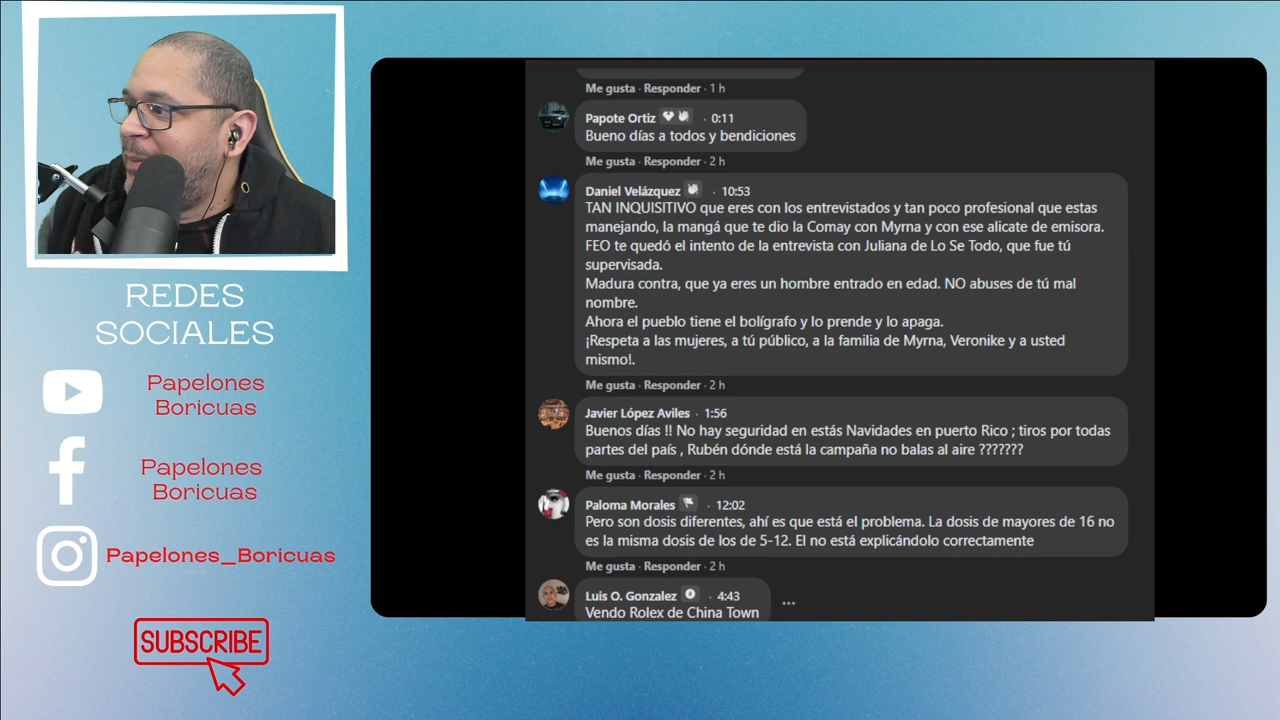 REDES
SOCIALES
Papelones
Boricuas
Papelones
Boricuas
Papelones_Boricuas
SUBSCRIBE
Me gusta · Responder · 1 h
Papote Ortiz · 0:11
Bueno días a todos y bendiciones
Me gusta · Responder · 2 h
Daniel Velázquez · 10:53
TAN INQUISITIVO que eres con los entrevistados y tan poco profesional que estas
manejando, la mangá que te dio la Comay con Myrna y con ese alicate de emisora.
FEO te quedó el intento de la entrevista con Juliana de Lo Se Todo, que fue tú
supervisada.
Madura contra, que ya eres un hombre entrado en edad. NO abuses de tú mal
nombre.
Ahora el pueblo tiene el bolígrafo y lo prende y lo apaga.
¡Respeta a las mujeres, a tú público, a la familia de Myrna, Veronike y a usted
mismo!.
Me gusta · Responder · 2 h
Javier López Aviles · 1:56
Buenos días !! No hay seguridad en estás Navidades en puerto Rico ; tiros por todas
partes del país , Rubén dónde está la campaña no balas al aire ???????
Me gusta · Responder · 2 h
Paloma Morales · 12:02
Pero son dosis diferentes, ahí es que está el problema. La dosis de mayores de 16 no
es la misma dosis de los de 5-12. El no está explicándolo correctamente
Me gusta · Responder · 2 h
Luis O. Gonzalez · 4:43
Vendo Rolex de China Town